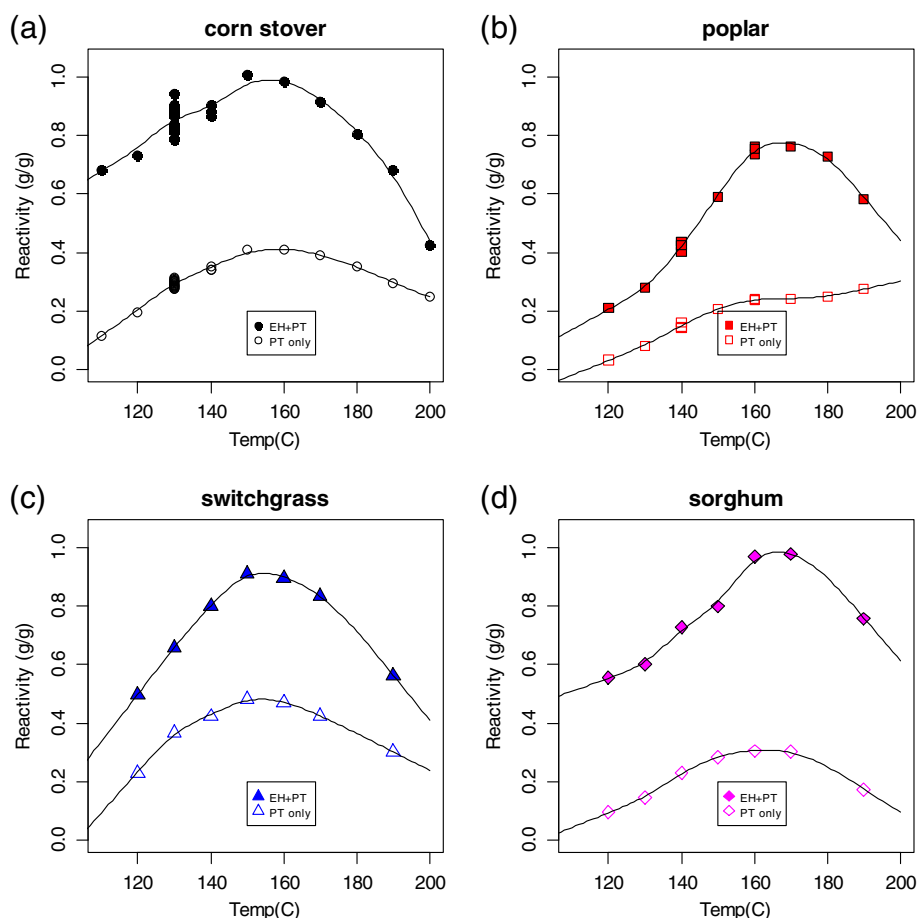 (a)
corn stover
1.0
0.8
0.6
0.4
0.2
0.0
Reactivity (g/g)
EH+PT
PT only
120 140 160 180 200
Temp(C)
(b)
poplar
1.0
0.8
0.6
0.4
0.2
0.0
Reactivity (g/g)
EH+PT
PT only
120 140 160 180 200
Temp(C)
(c)
switchgrass
1.0
0.8
0.6
0.4
0.2
0.0
Reactivity (g/g)
EH+PT
PT only
120 140 160 180 200
Temp(C)
(d)
sorghum
1.0
0.8
0.6
0.4
0.2
0.0
Reactivity (g/g)
EH+PT
PT only
120 140 160 180 200
Temp(C)